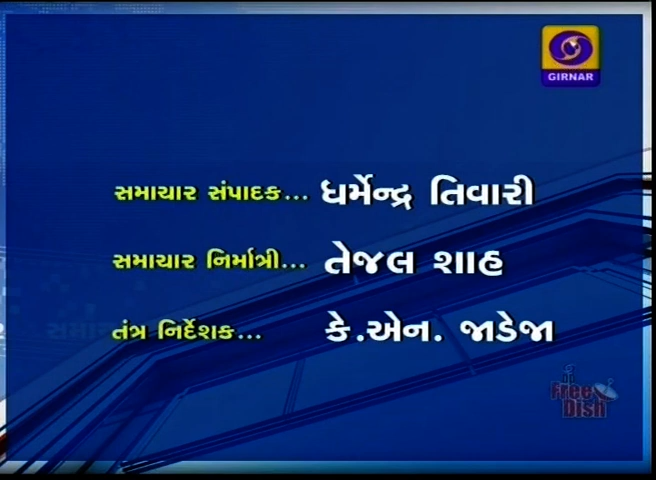 GIRNAR
સમાચાર સંપાદક... ધર્મેન્દ્ર તિવારી
સમાચાર નિર્માત્રી... તેજલ શાહ
તંત્ર નિર્દેશક... કે.એન. જાડેજા
Free
Dish